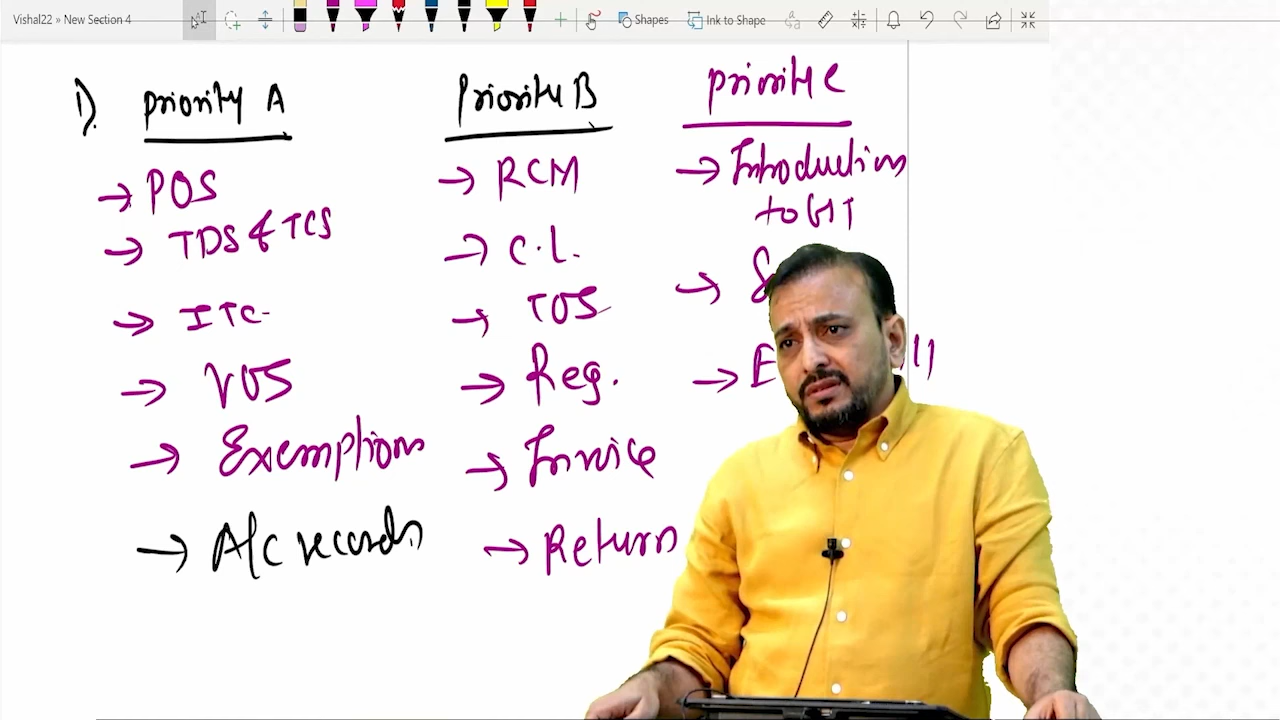 Vishal22 » New Section 4
Shapes
Ink to Shape
1).
Priority A
→ POS
→ TDS & TCS
→ ITC
→ VOS
→ Exemptions
→ A/c records
Priority B
→ RCM
→ C.L.
→ TOS
→ Reg.
→ Invoice
→ Return
Priority C
→ Introduction
to GST